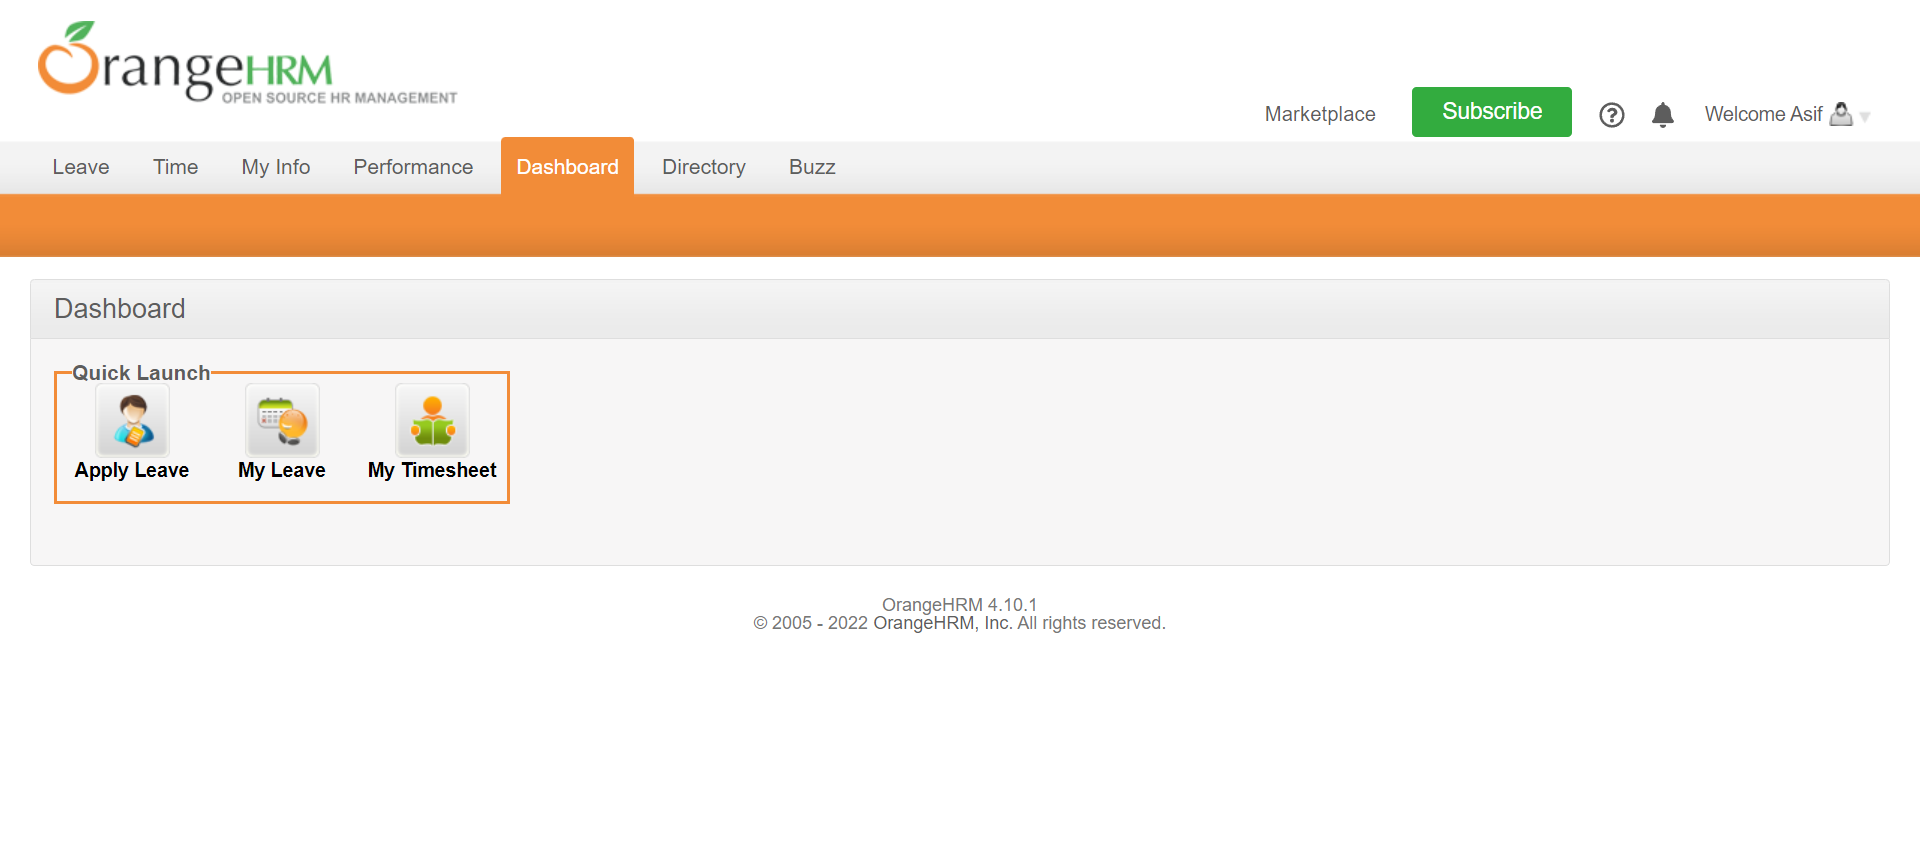 OrangeHRM
OPEN SOURCE HR MANAGEMENT
Marketplace
Subscribe
?
Welcome Asif
Leave
Time
My Info
Performance
Dashboard
Directory
Buzz
Dashboard
Quick Launch
Apply Leave
My Leave
My Timesheet
OrangeHRM 4.10.1
© 2005 - 2022 OrangeHRM, Inc. All rights reserved.